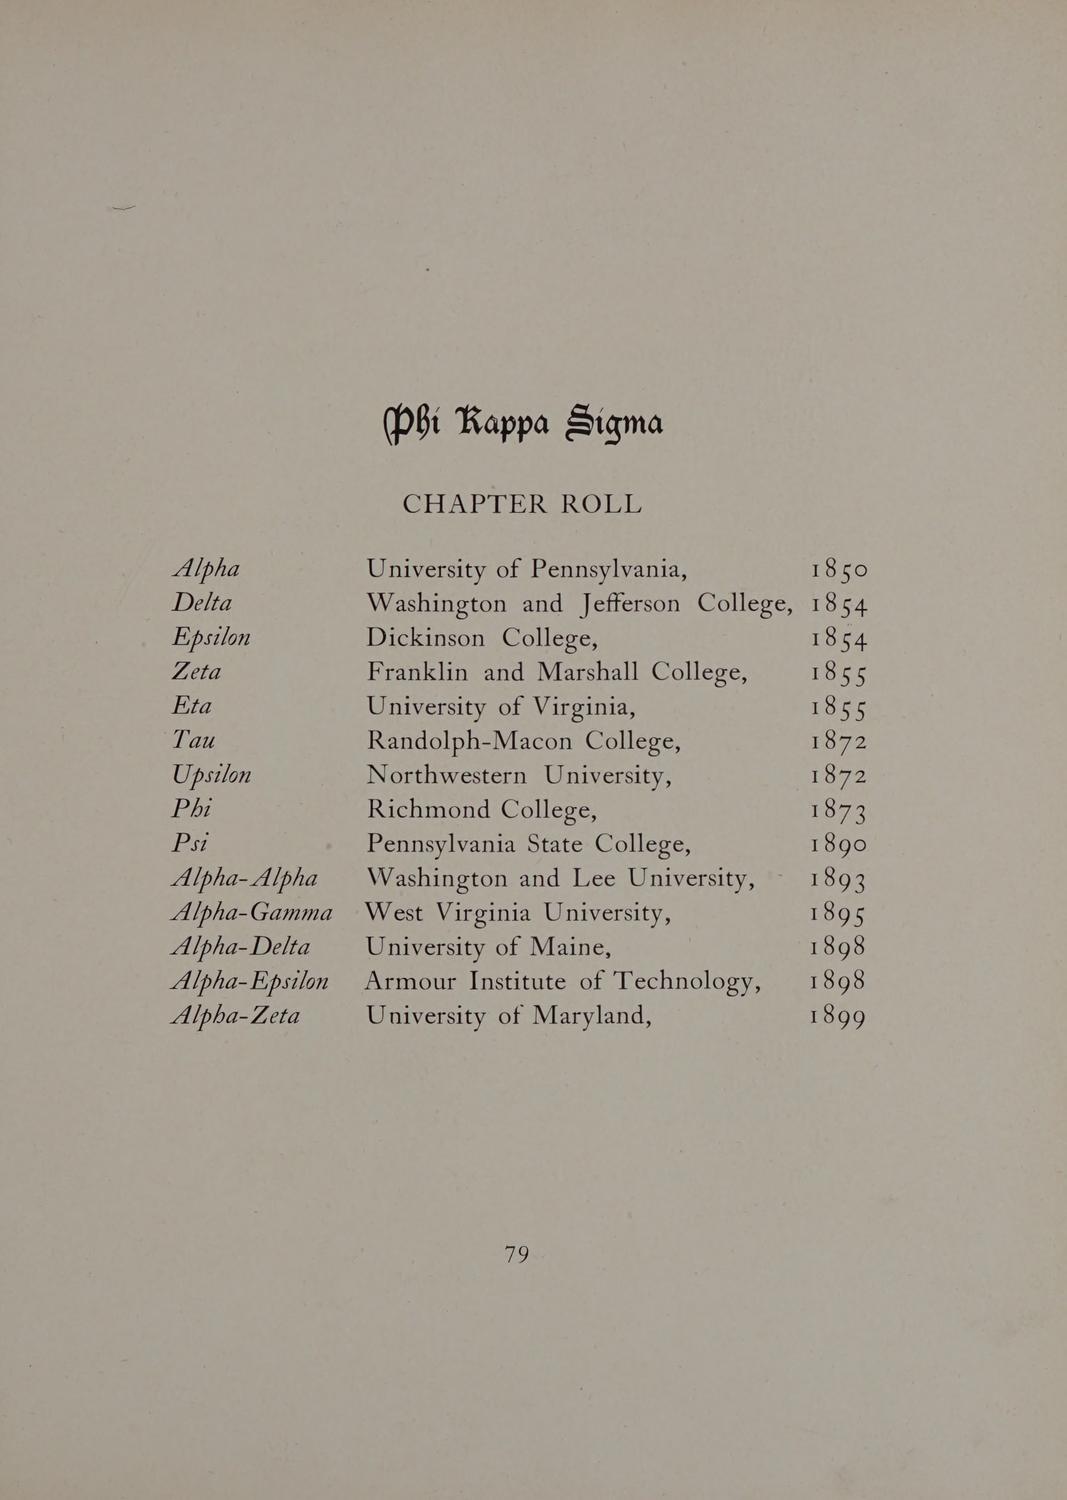 Phi Kappa Sigma
CHAPTER ROLL
Alpha University of Pennsylvania, 1850
Delta Washington and Jefferson College, 1854
Epsilon Dickinson College, 1854
Zeta Franklin and Marshall College, 1855
Eta University of Virginia, 1855
Tau Randolph-Macon College, 1872
Upsilon Northwestern University, 1872
Phi Richmond College, 1873
Psi Pennsylvania State College, 1890
Alpha-Alpha Washington and Lee University, 1893
Alpha-Gamma West Virginia University, 1895
Alpha-Delta University of Maine, 1898
Alpha-Epsilon Armour Institute of Technology, 1898
Alpha-Zeta University of Maryland, 1899
79